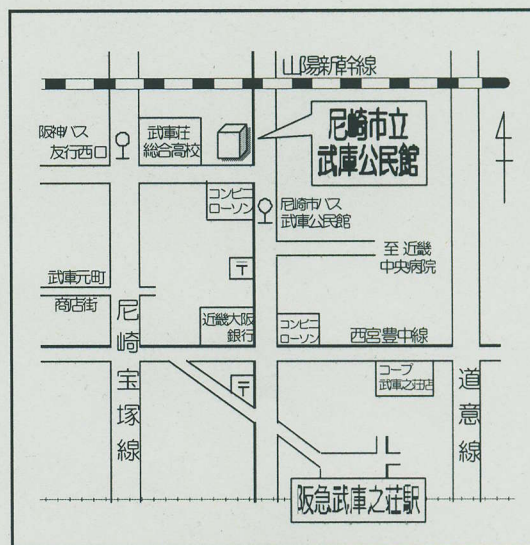 山陽新幹線
阪神バス
友行西口
武庫荘
総合高校
尼崎市立
武庫公民館
コンビニ
ローソン
尼崎市バス
武庫公民館
〒
至 近畿
中央病院
武庫元町
商店街
近畿大阪
銀行
コンビニ
ローソン
西宮豊中線
尼崎宝塚線
〒
コープ
武庫之荘店
道意線
阪急武庫之荘駅